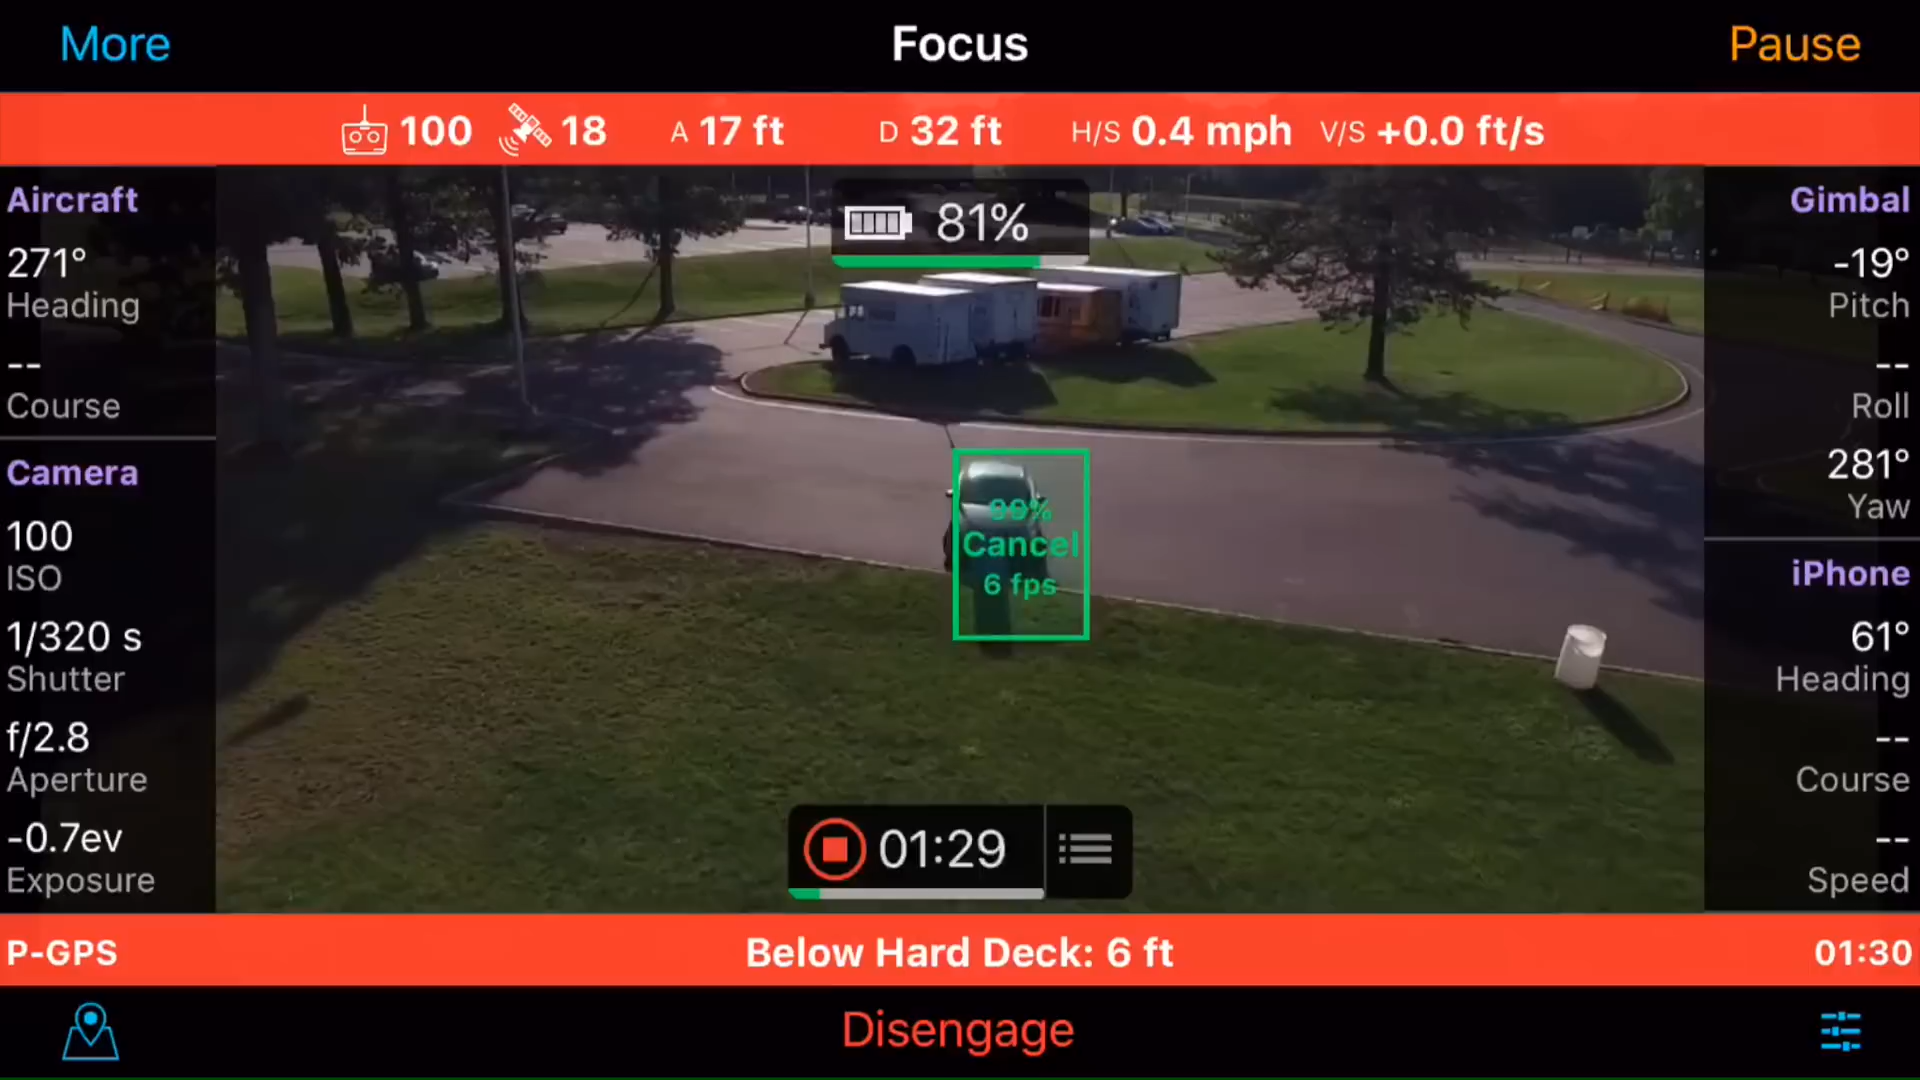 More Focus Pause
100 18 A 17 ft D 32 ft H/S 0.4 mph V/S +0.0 ft/s
81%
Aircraft
271°
Heading
--
Course
Camera
100
ISO
1/320 s
Shutter
f/2.8
Aperture
-0.7ev
Exposure
99%
Cancel
6 fps
Gimbal
-19°
Pitch
--
Roll
281°
Yaw
iPhone
61°
Heading
--
Course
--
Speed
01:29
P-GPS Below Hard Deck: 6 ft 01:30
Disengage